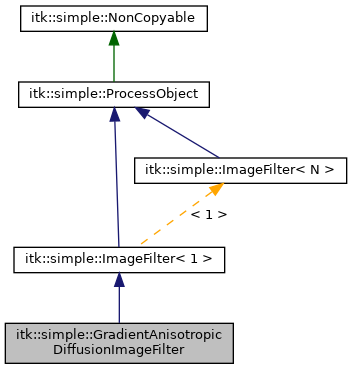 itk::simple::NonCopyable
itk::simple::ProcessObject
itk::simple::ImageFilter< N >
< 1 >
itk::simple::ImageFilter< 1 >
itk::simple::GradientAnisotropic
DiffusionImageFilter